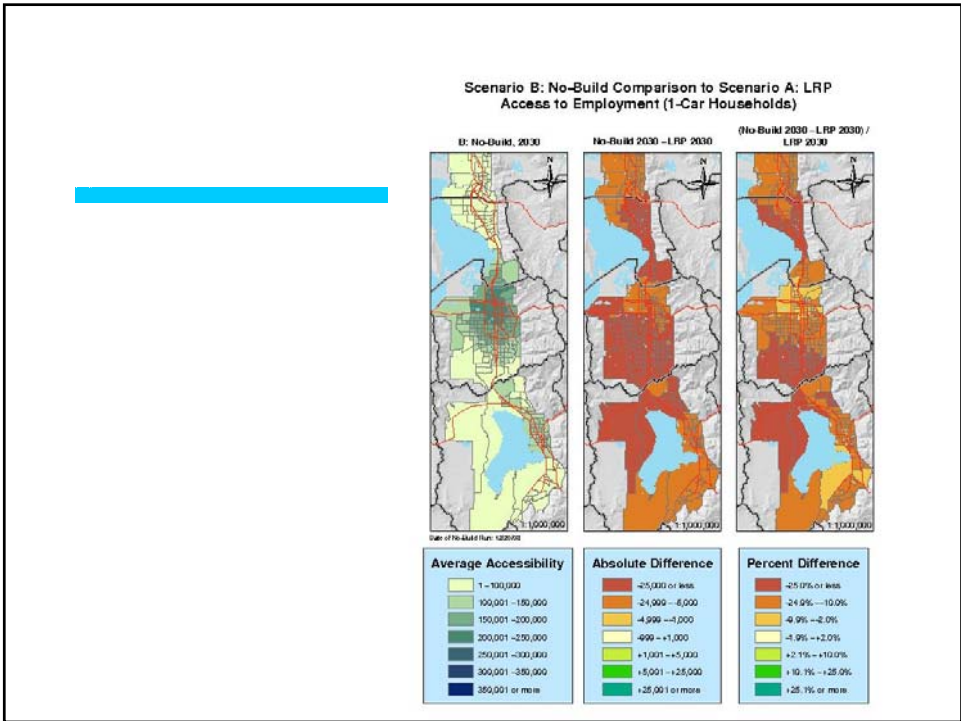 Scenario B: No-Build Comparison to Scenario A: LRP
Access to Employment (1-Car Households)
B: No-Build, 2030
No-Build 2030 –LRP 2030
(No-Build 2030 –LRP 2030) /
LRP 2030
N
N
N
1:1,000,000
1:1,000,000
1:1,000,000
Date of No-Build Run:
Average Accessibility
1 –100,000
100,001 –150,000
150,001 –200,000
200,001 –250,000
250,001 –300,000
300,001 –350,000
350,001 or more
Absolute Difference
-25,000 or less
-24,999 –-5,000
-4,999 –-1,000
-999 –+1,000
+1,001 –+5,000
+5,001 –+25,000
+25,001 or more
Percent Difference
-25.0% or less
-24.9% –-10.0%
-9.9% –-2.0%
-1.9% –+2.0%
+2.1% –+10.0%
+10.1% –+25.0%
+25.1% or more